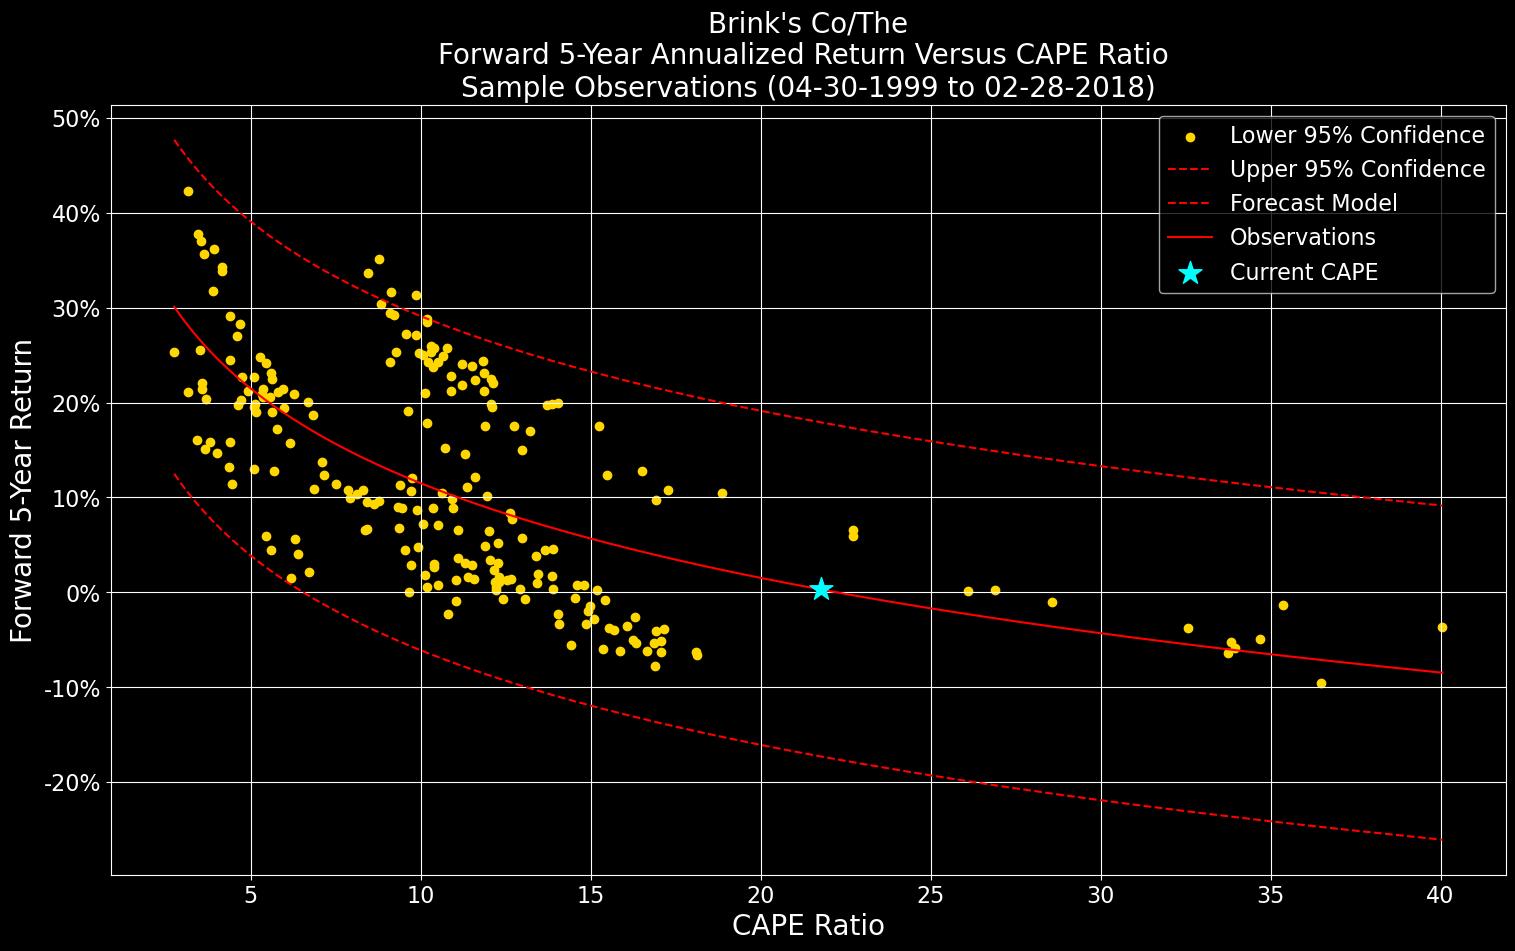 Brink's Co/The
Forward 5-Year Annualized Return Versus CAPE Ratio
Sample Observations (04-30-1999 to 02-28-2018)
Lower 95% Confidence
Upper 95% Confidence
Forecast Model
Observations
Current CAPE
Forward 5-Year Return
50%
40%
30%
20%
10%
0%
-10%
-20%
5 10 15 20 25 30 35 40
CAPE Ratio